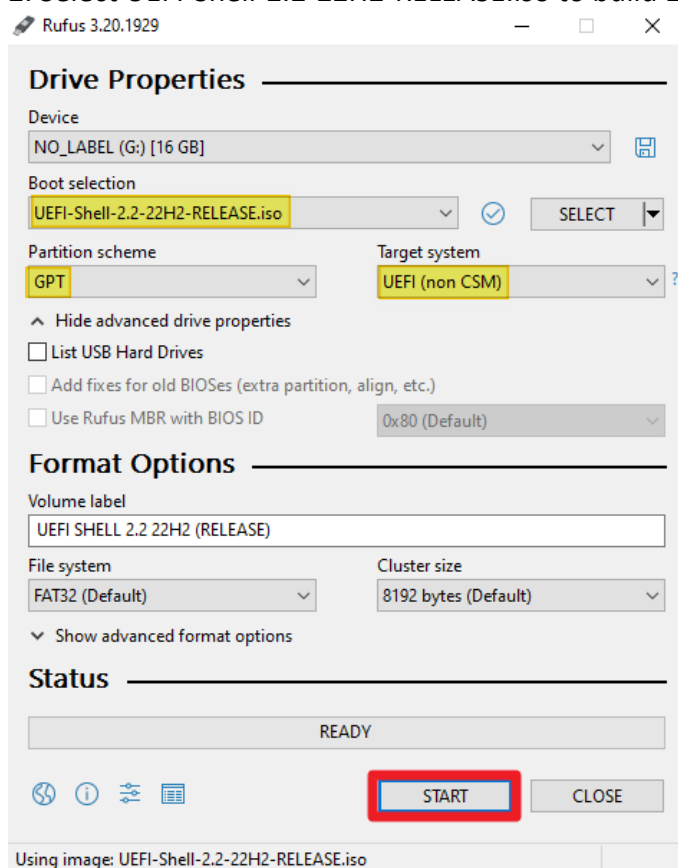 Rufus 3.20.1929
Drive Properties
Device
NO_LABEL (G:) [16 GB]
Boot selection
UEFI-Shell-2.2-22H2-RELEASE.iso
SELECT
Partition scheme Target system
GPT UEFI (non CSM) ?
Hide advanced drive properties
List USB Hard Drives
Add fixes for old BIOSes (extra partition, align, etc.)
Use Rufus MBR with BIOS ID 0x80 (Default)
Format Options
Volume label
UEFI SHELL 2.2 22H2 (RELEASE)
File system Cluster size
FAT32 (Default) 8192 bytes (Default)
Show advanced format options
Status
READY
START CLOSE
Using image: UEFI-Shell-2.2-22H2-RELEASE.iso